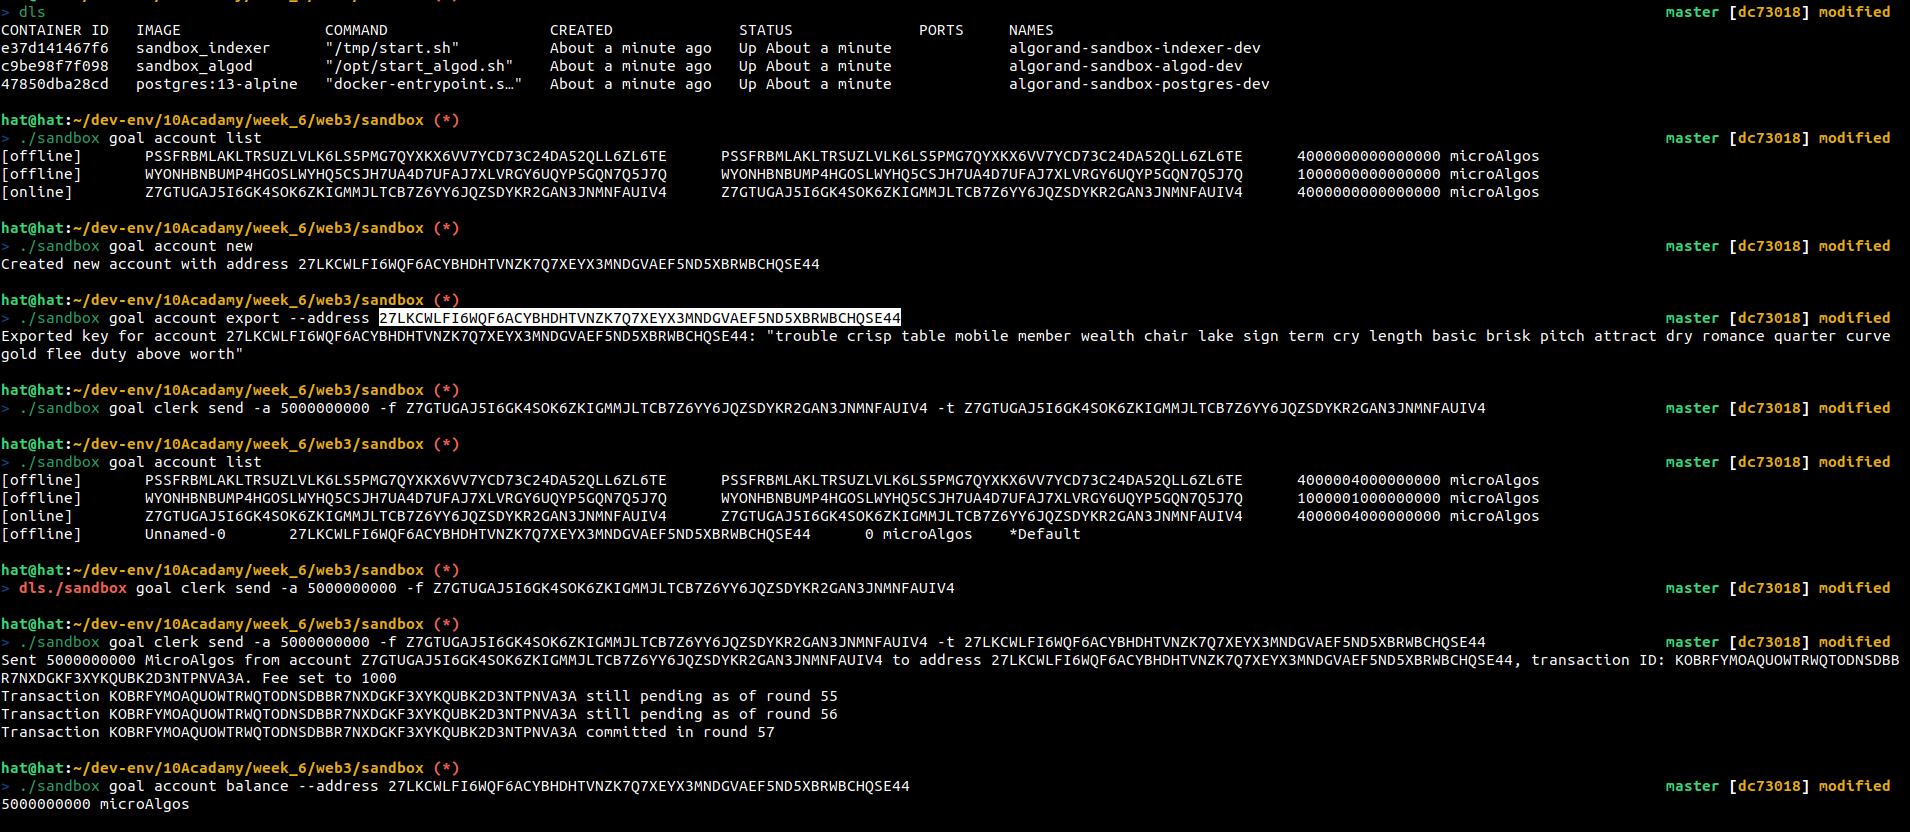 > dls master [dc73018] modified
CONTAINER ID IMAGE COMMAND CREATED STATUS PORTS NAMES
e37d141467f6 sandbox_indexer "/tmp/start.sh" About a minute ago Up About a minute algorand-sandbox-indexer-dev
c9be98f7f098 sandbox_algod "/opt/start_algod.sh" About a minute ago Up About a minute algorand-sandbox-algod-dev
47850dba28cd postgres:13-alpine "docker-entrypoint.s…" About a minute ago Up About a minute algorand-sandbox-postgres-dev
hat@hat:~/dev-env/10Acadamy/week_6/web3/sandbox (*)
> ./sandbox goal account list master [dc73018] modified
[offline] PSSFRBMLAKLTRSUZLVLK6LS5PMG7QYXKX6VV7YCD73C24DA52QLL6ZL6TE PSSFRBMLAKLTRSUZLVLK6LS5PMG7QYXKX6VV7YCD73C24DA52QLL6ZL6TE 4000000000000000 microAlgos
[offline] WYONHBNBUMP4HGOSLWYHQ5CSJH7UA4D7UFAJ7XLVRGY6UQYP5GQN7Q5J7Q WYONHBNBUMP4HGOSLWYHQ5CSJH7UA4D7UFAJ7XLVRGY6UQYP5GQN7Q5J7Q 1000000000000000 microAlgos
[online] Z7GTUGAJ5I6GK4SOK6ZKIGMMJLTCB7Z6YY6JQZSDYKR2GAN3JNMNFAUIV4 Z7GTUGAJ5I6GK4SOK6ZKIGMMJLTCB7Z6YY6JQZSDYKR2GAN3JNMNFAUIV4 4000000000000000 microAlgos
hat@hat:~/dev-env/10Acadamy/week_6/web3/sandbox (*)
> ./sandbox goal account new master [dc73018] modified
Created new account with address 27LKCWLFI6WQF6ACYBHDHTVNZK7Q7XEYX3MNDGVAEF5ND5XBRWBCHQSE44
hat@hat:~/dev-env/10Acadamy/week_6/web3/sandbox (*)
> ./sandbox goal account export --address 27LKCWLFI6WQF6ACYBHDHTVNZK7Q7XEYX3MNDGVAEF5ND5XBRWBCHQSE44 master [dc73018] modified
Exported key for account 27LKCWLFI6WQF6ACYBHDHTVNZK7Q7XEYX3MNDGVAEF5ND5XBRWBCHQSE44: "trouble crisp table mobile member wealth chair lake sign term cry length basic brisk pitch attract dry romance quarter curve
gold flee duty above worth"
hat@hat:~/dev-env/10Acadamy/week_6/web3/sandbox (*)
> ./sandbox goal clerk send -a 5000000000 -f Z7GTUGAJ5I6GK4SOK6ZKIGMMJLTCB7Z6YY6JQZSDYKR2GAN3JNMNFAUIV4 -t Z7GTUGAJ5I6GK4SOK6ZKIGMMJLTCB7Z6YY6JQZSDYKR2GAN3JNMNFAUIV4 master [dc73018] modified
hat@hat:~/dev-env/10Acadamy/week_6/web3/sandbox (*)
> ./sandbox goal account list master [dc73018] modified
[offline] PSSFRBMLAKLTRSUZLVLK6LS5PMG7QYXKX6VV7YCD73C24DA52QLL6ZL6TE PSSFRBMLAKLTRSUZLVLK6LS5PMG7QYXKX6VV7YCD73C24DA52QLL6ZL6TE 4000004000000000 microAlgos
[offline] WYONHBNBUMP4HGOSLWYHQ5CSJH7UA4D7UFAJ7XLVRGY6UQYP5GQN7Q5J7Q WYONHBNBUMP4HGOSLWYHQ5CSJH7UA4D7UFAJ7XLVRGY6UQYP5GQN7Q5J7Q 1000001000000000 microAlgos
[online] Z7GTUGAJ5I6GK4SOK6ZKIGMMJLTCB7Z6YY6JQZSDYKR2GAN3JNMNFAUIV4 Z7GTUGAJ5I6GK4SOK6ZKIGMMJLTCB7Z6YY6JQZSDYKR2GAN3JNMNFAUIV4 4000004000000000 microAlgos
[offline] Unnamed-0 27LKCWLFI6WQF6ACYBHDHTVNZK7Q7XEYX3MNDGVAEF5ND5XBRWBCHQSE44 0 microAlgos *Default
hat@hat:~/dev-env/10Acadamy/week_6/web3/sandbox (*)
> dls./sandbox goal clerk send -a 5000000000 -f Z7GTUGAJ5I6GK4SOK6ZKIGMMJLTCB7Z6YY6JQZSDYKR2GAN3JNMNFAUIV4 master [dc73018] modified
hat@hat:~/dev-env/10Acadamy/week_6/web3/sandbox (*)
> ./sandbox goal clerk send -a 5000000000 -f Z7GTUGAJ5I6GK4SOK6ZKIGMMJLTCB7Z6YY6JQZSDYKR2GAN3JNMNFAUIV4 -t 27LKCWLFI6WQF6ACYBHDHTVNZK7Q7XEYX3MNDGVAEF5ND5XBRWBCHQSE44 master [dc73018] modified
Sent 5000000000 MicroAlgos from account Z7GTUGAJ5I6GK4SOK6ZKIGMMJLTCB7Z6YY6JQZSDYKR2GAN3JNMNFAUIV4 to address 27LKCWLFI6WQF6ACYBHDHTVNZK7Q7XEYX3MNDGVAEF5ND5XBRWBCHQSE44, transaction ID: KOBRFYMOAQUOWTRWQTODNSDBB
R7NXDGKF3XYKQUBK2D3NTPNVA3A. Fee set to 1000
Transaction KOBRFYMOAQUOWTRWQTODNSDBBR7NXDGKF3XYKQUBK2D3NTPNVA3A still pending as of round 55
Transaction KOBRFYMOAQUOWTRWQTODNSDBBR7NXDGKF3XYKQUBK2D3NTPNVA3A still pending as of round 56
Transaction KOBRFYMOAQUOWTRWQTODNSDBBR7NXDGKF3XYKQUBK2D3NTPNVA3A committed in round 57
hat@hat:~/dev-env/10Acadamy/week_6/web3/sandbox (*)
> ./sandbox goal account balance --address 27LKCWLFI6WQF6ACYBHDHTVNZK7Q7XEYX3MNDGVAEF5ND5XBRWBCHQSE44 master [dc73018] modified
5000000000 microAlgos